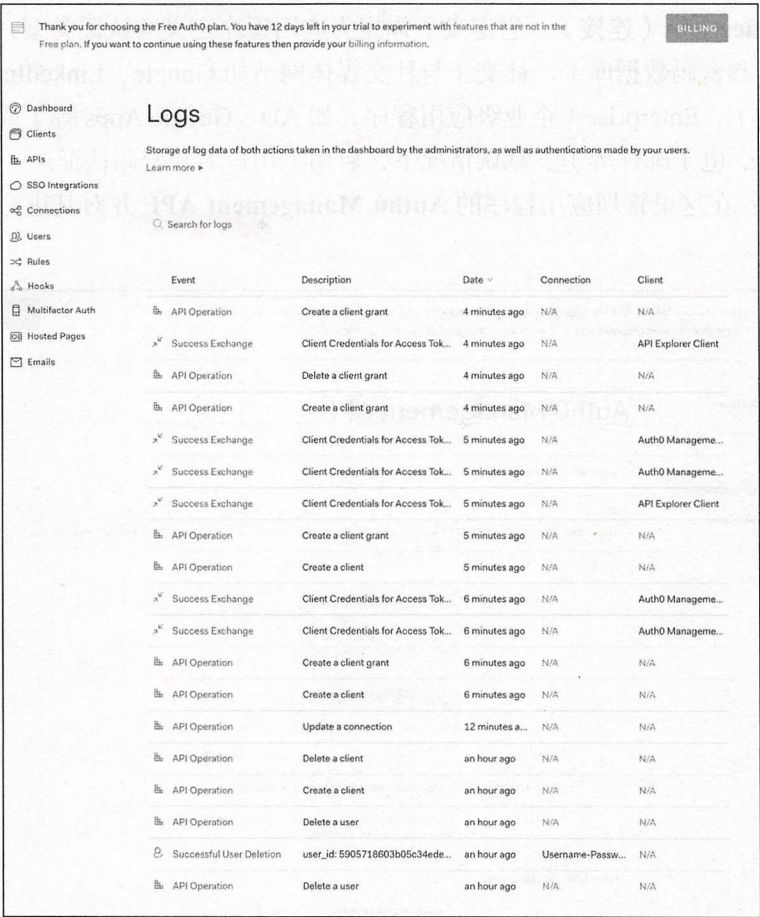 Thank you for choosing the Free Auth0 plan. You have 12 days left in your trial to experiment with features that are not in the
Free plan. If you want to continue using these features then provide your billing information.
BILLING
Dashboard
Clients
APIs
SSO Integrations
Connections
Users
Rules
Hooks
Multifactor Auth
Hosted Pages
Emails
Logs
Storage of log data of both actions taken in the dashboard by the administrators, as well as authentications made by your users.
Learn more ▸
Search for logs
Event Description Date Connection Client
API Operation Create a client grant 4 minutes ago N/A N/A
Success Exchange Client Credentials for Access Tok... 4 minutes ago N/A API Explorer Client
API Operation Delete a client grant 4 minutes ago N/A N/A
API Operation Create a client grant 4 minutes ago N/A N/A
Success Exchange Client Credentials for Access Tok... 5 minutes ago N/A Auth0 Manageme...
Success Exchange Client Credentials for Access Tok... 5 minutes ago N/A Auth0 Manageme...
Success Exchange Client Credentials for Access Tok... 5 minutes ago N/A API Explorer Client
API Operation Create a client grant 5 minutes ago N/A N/A
API Operation Create a client 5 minutes ago N/A N/A
Success Exchange Client Credentials for Access Tok... 6 minutes ago N/A Auth0 Manageme...
Success Exchange Client Credentials for Access Tok... 6 minutes ago N/A Auth0 Manageme...
API Operation Create a client grant 6 minutes ago N/A N/A
API Operation Create a client 6 minutes ago N/A N/A
API Operation Update a connection 12 minutes a... N/A N/A
API Operation Delete a client an hour ago N/A N/A
API Operation Create a client an hour ago N/A N/A
API Operation Delete a user an hour ago N/A N/A
Successful User Deletion user_id: 5905718603b05c34ede... an hour ago Username-Passw... N/A
API Operation Delete a user an hour ago N/A N/A